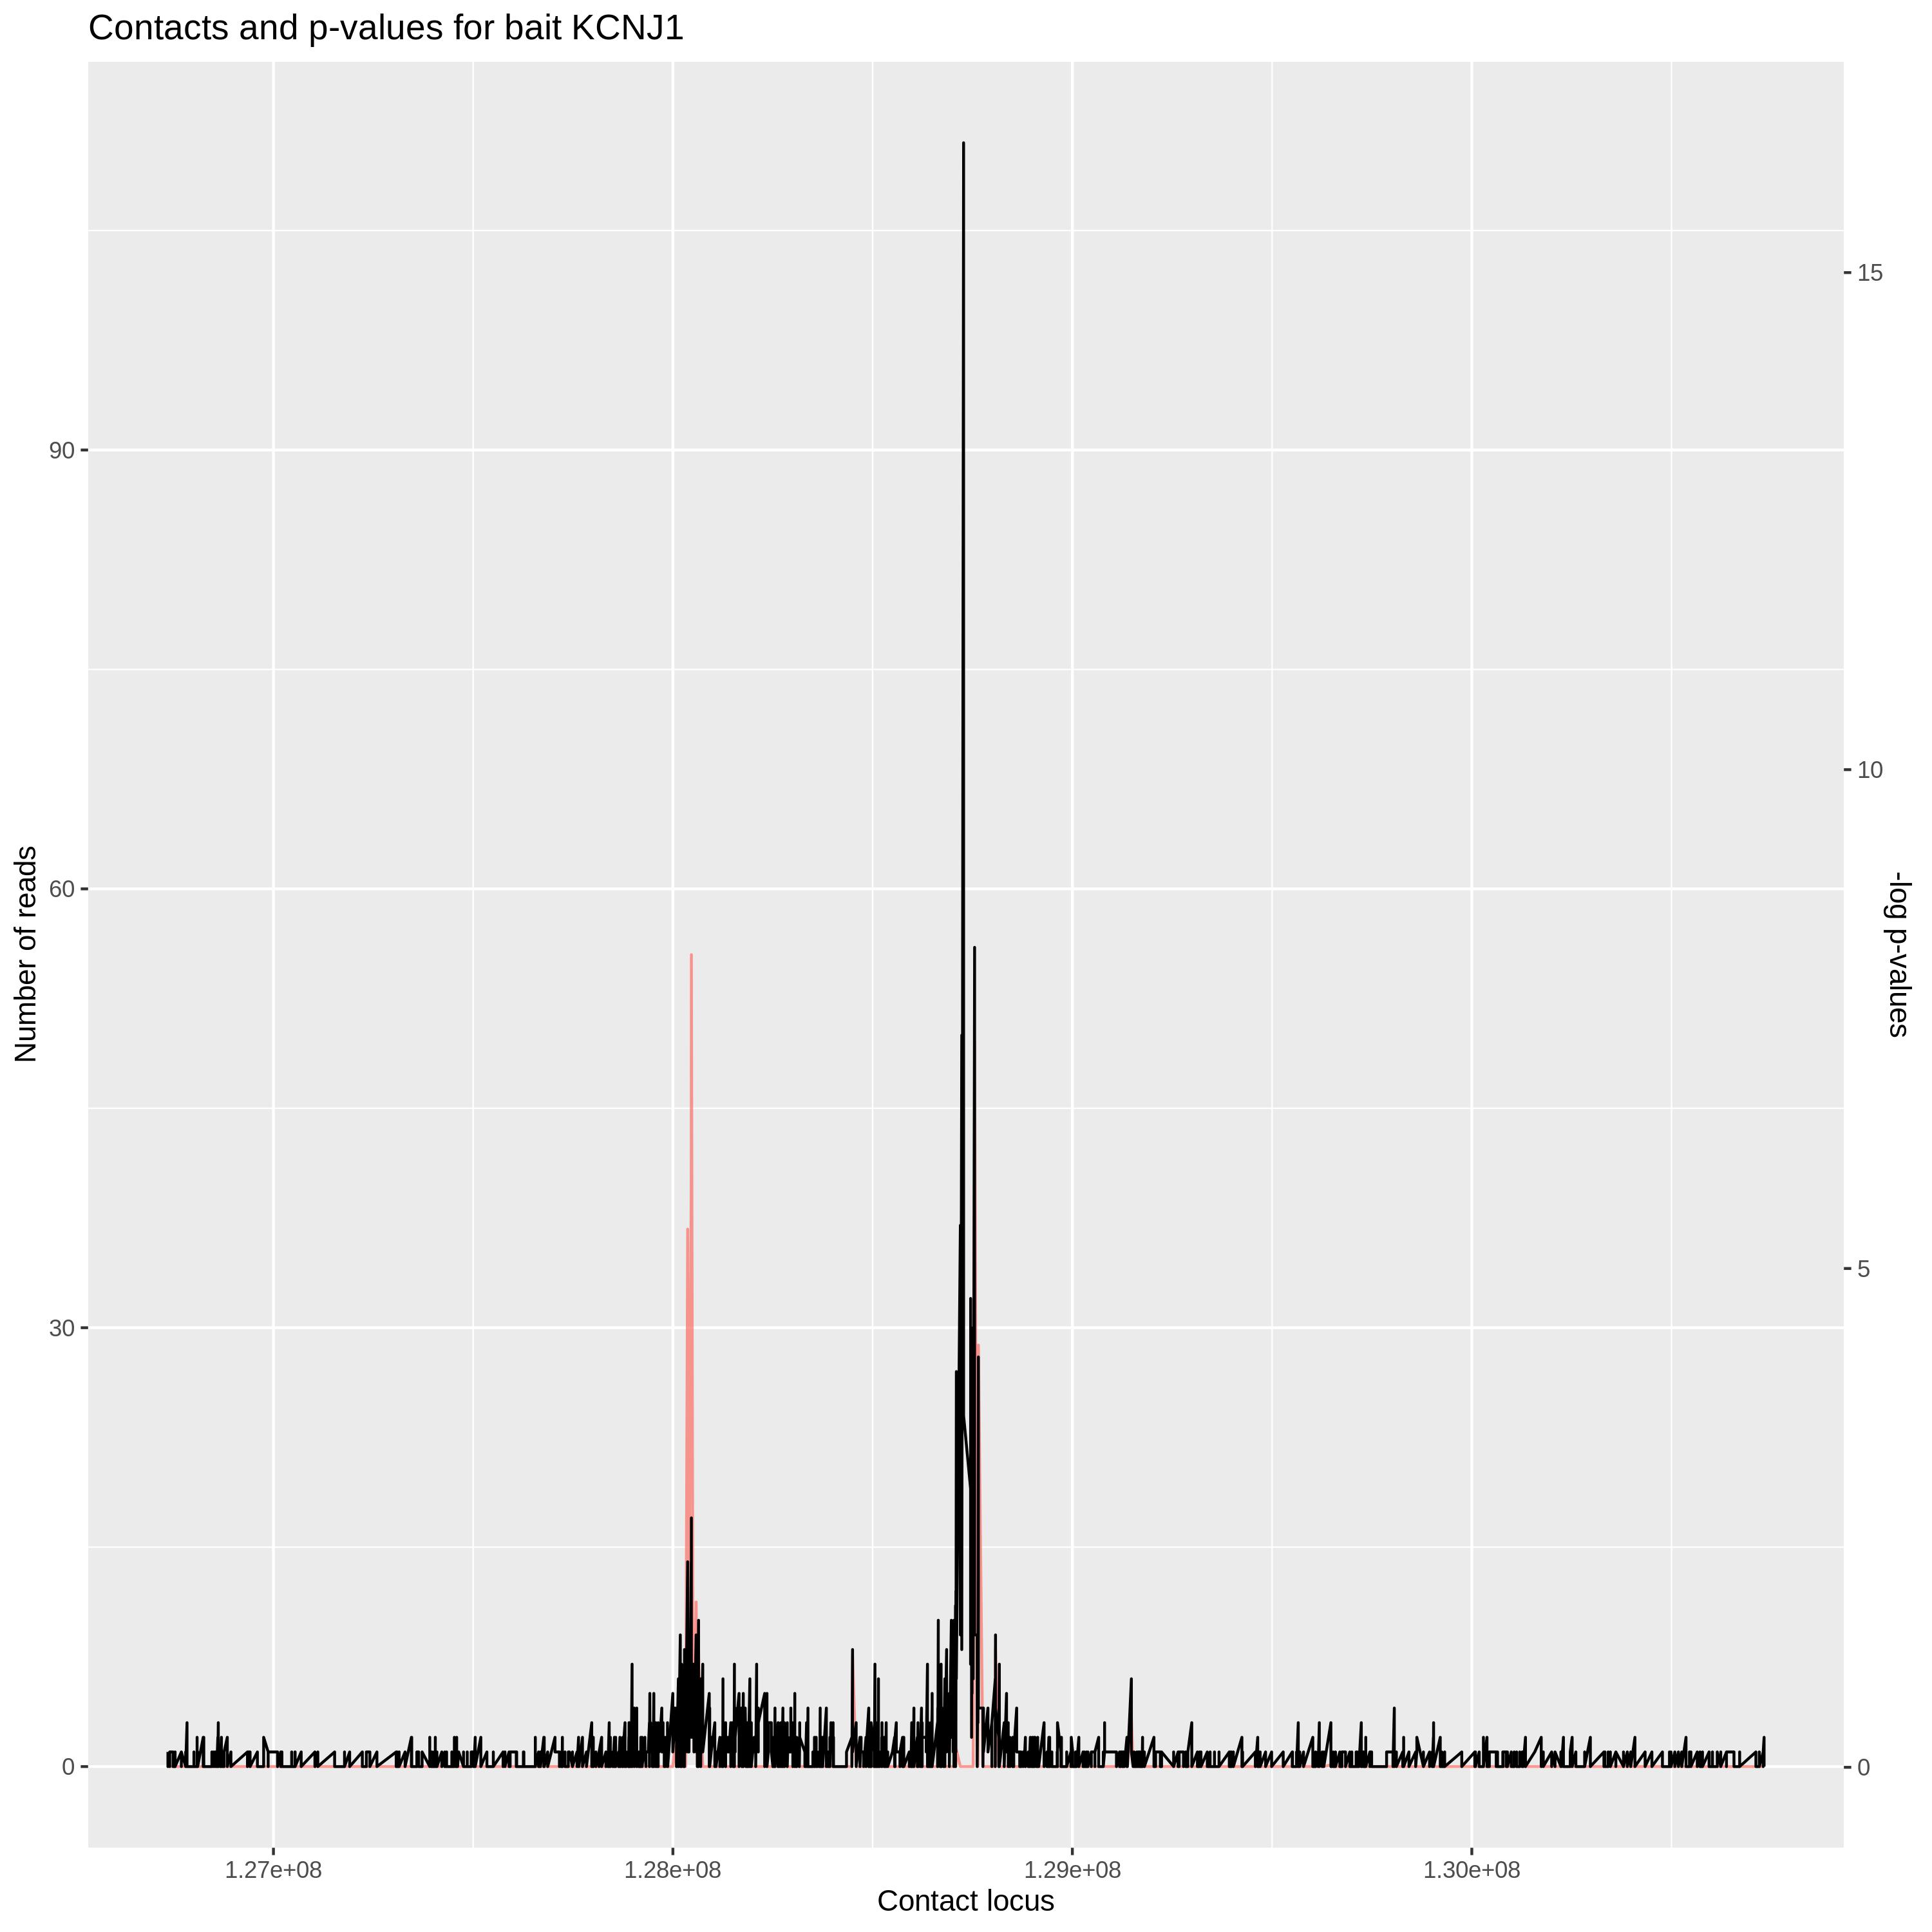 Contacts and p-values for bait KCNJ1
Number of reads
90
60
30
0
15
10
5
0
-log p-values
1.27e+08
1.28e+08
1.29e+08
1.30e+08
Contact locus